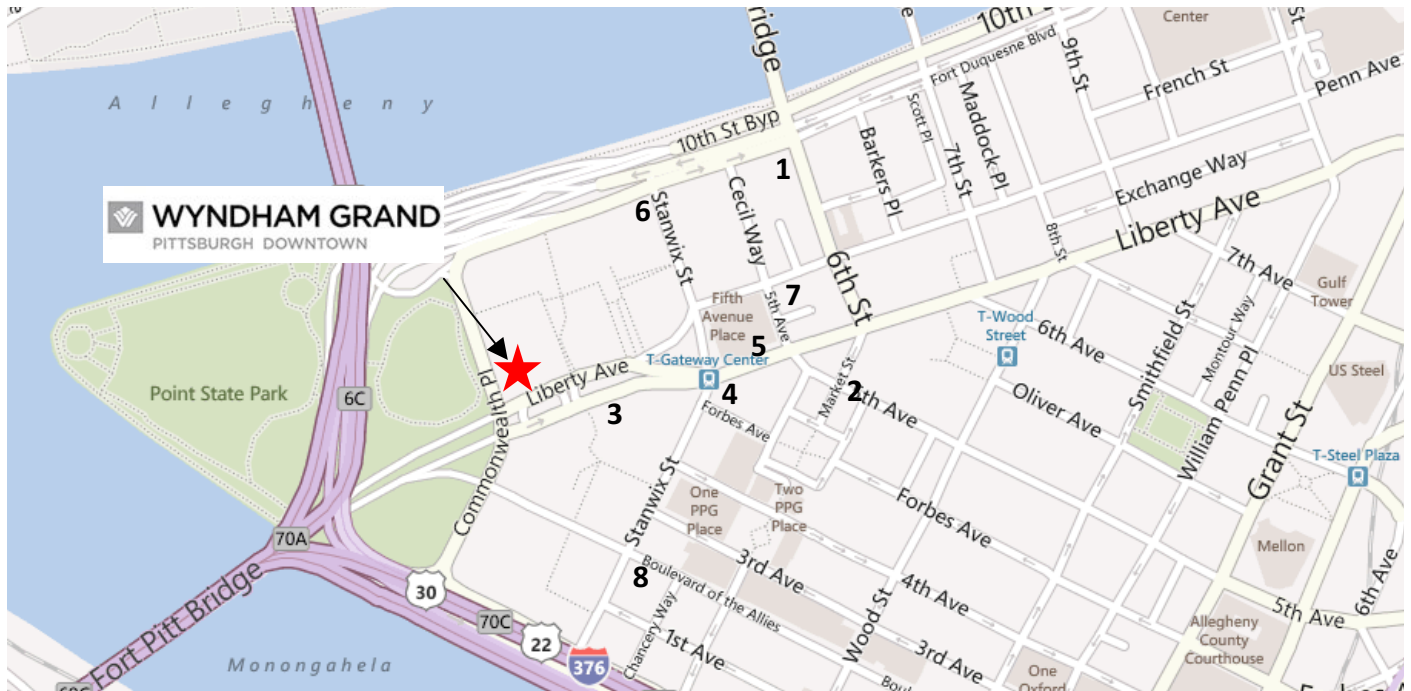 10th S
Center
St
9th St
Fort Duquesne Blvd
French St
Penn Ave
Allegheny
ridge
10th St Byp
Scott Pl
Maddock Pl
7th St
Barkers Pl
1
Exchange Way
WYNDHAM GRAND
PITTSBURGH DOWNTOWN
6
Stanwix St
Cecil Way
Liberty Ave
8th St
6th St
7th Ave
Gulf
Tower
7
Fifth
Avenue
Place
5th Ave
T-Wood
Street
6th Ave
Smithfield St
Montour Way
5
T-Gateway Center
William Penn Pl
US Steel
Point State Park
6C
Commonwealth Pl
Liberty Ave
3
4
Forbes Ave
Market St
2
4th Ave
Oliver Ave
Grant St
T-Steel Plaza
Stanwix St
One
PPG
Place
Two
PPG
Place
Forbes Ave
70A
Mellon
Fort Pitt Bridge
30
8
Boulevard of the Allies
3rd Ave
4th Ave
Wood St
5th Ave
6th Ave
70C
22
376
Chancery Way
1st Ave
3rd Ave
Allegheny
County
Courthouse
Monongahela
One
Oxford
Boul